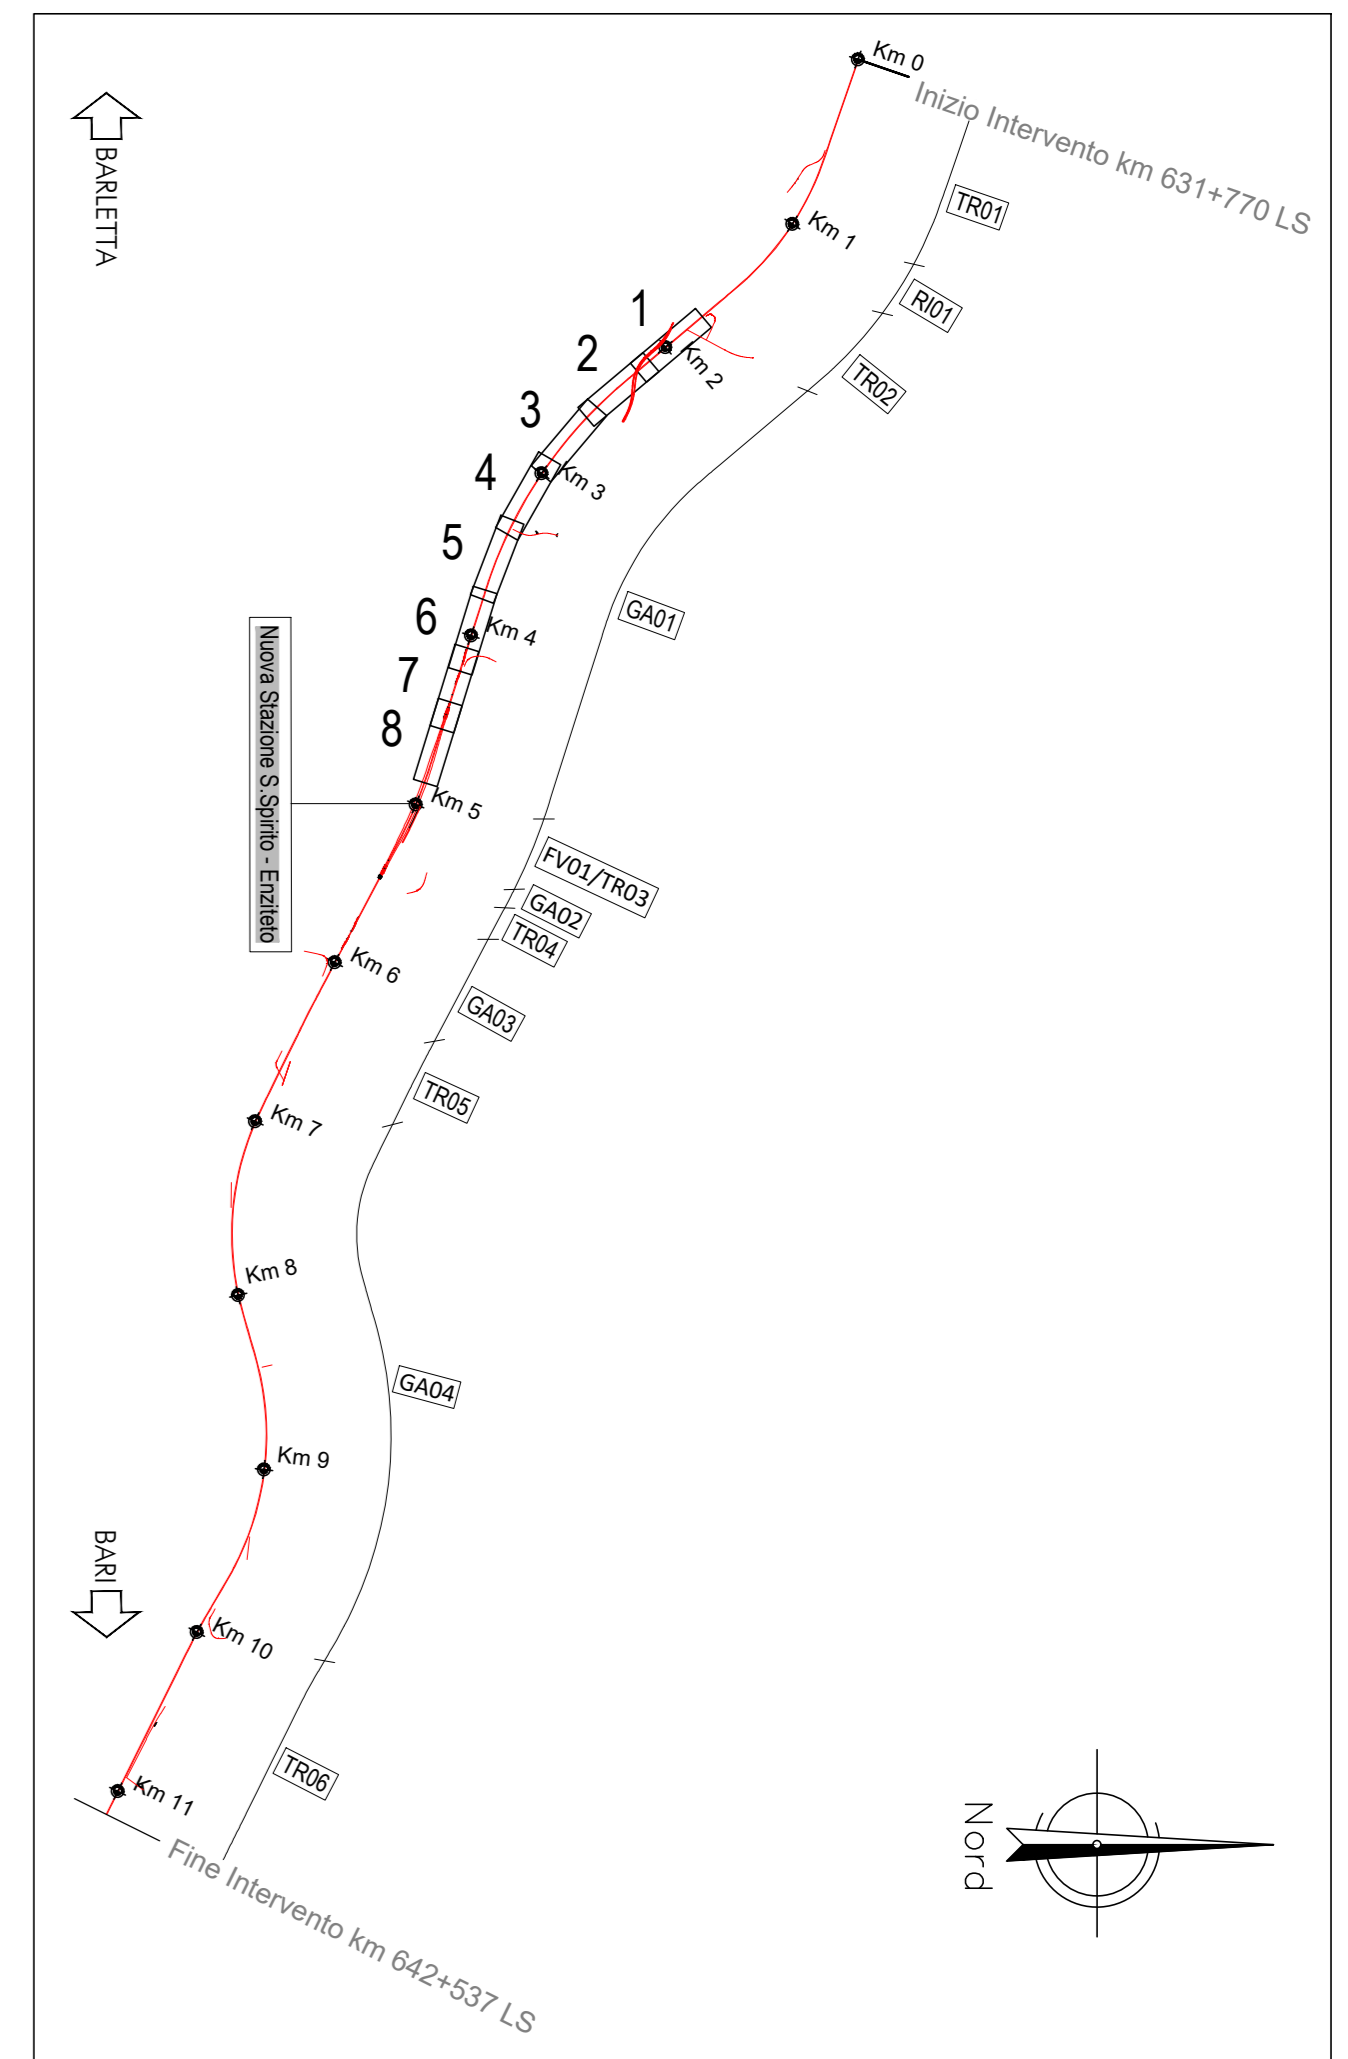 Km 0
Inizio Intervento km 631+770 LS
BARLETTA
TR01
Km 1
RI01
1
Km 2
2
TR02
3
4
Km 3
5
GA01
6
Km 4
7
8
Nuova Stazione S.Spirito - Enziteto
Km 5
FV01/TR03
GA02
TR04
Km 6
GA03
TR05
Km 7
Km 8
GA04
Km 9
BARI
Km 10
TR06
Km 11
Nord
Fine Intervento km 642+537 LS